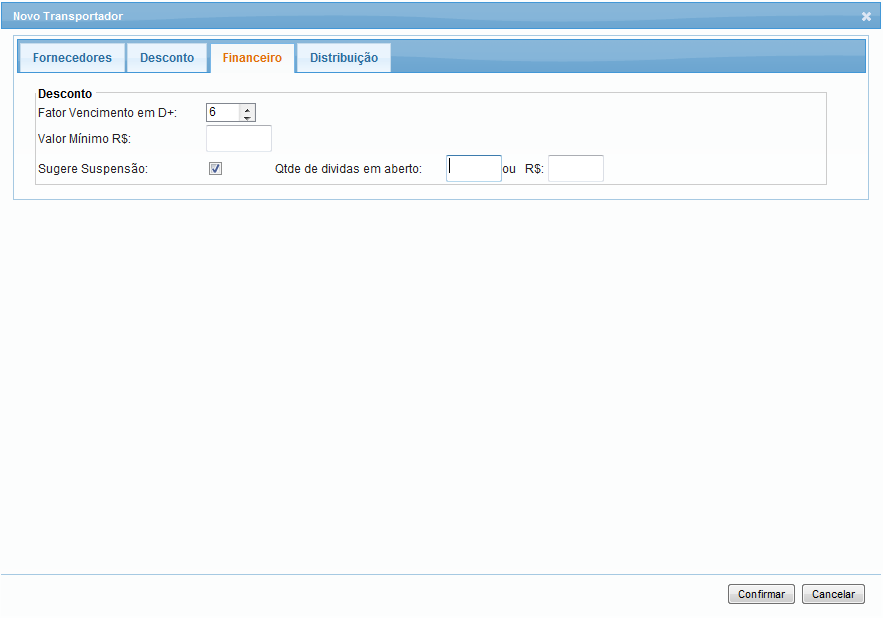 Novo Transportador
Fornecedores Desconto Financeiro Distribuição
Desconto
Fator Vencimento em D+: 6
Valor Mínimo R$:
Sugere Suspensão: Qtde de dividas em aberto: ou R$:
Confirmar Cancelar